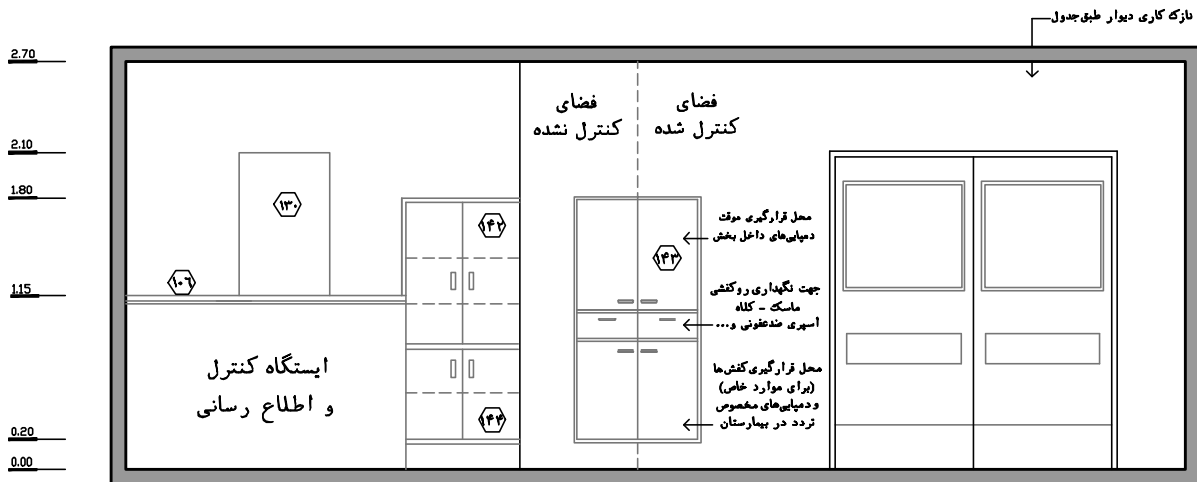 نازک کاری دیوار طبق جدول
2.70
2.10
1.80
1.15
0.20
0.00
فضای
کنترل شده
فضای
کنترل نشده
۱۳۰
۱۴۲
۱۰۶
۱۴۳
۱۴۴
محل قرارگیری موقت
دمپایی‌های داخل بخش
جهت نگهداری روکفشی
ماسک - کلاه
اسپری ضدعفونی و...
محل قرارگیری کفش‌ها
(برای موارد خاص)
و دمپایی‌های مخصوص
تردد در بیمارستان
ایستگاه کنترل
و اطلاع رسانی